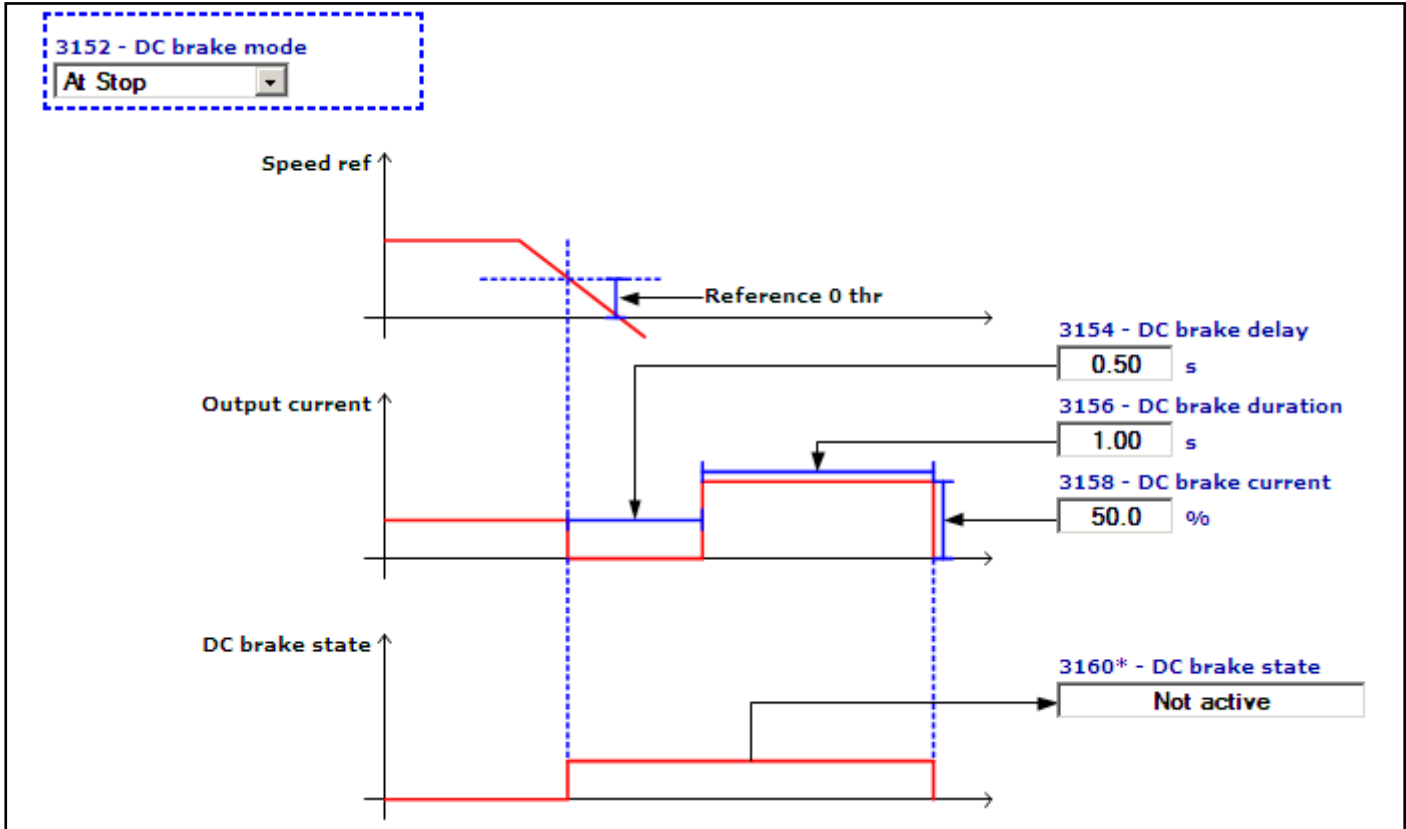 3152 - DC brake mode
At Stop
Speed ref
Reference 0 thr
3154 - DC brake delay
0.50 s
Output current
3156 - DC brake duration
1.00 s
3158 - DC brake current
50.0 %
DC brake state
3160* - DC brake state
Not active